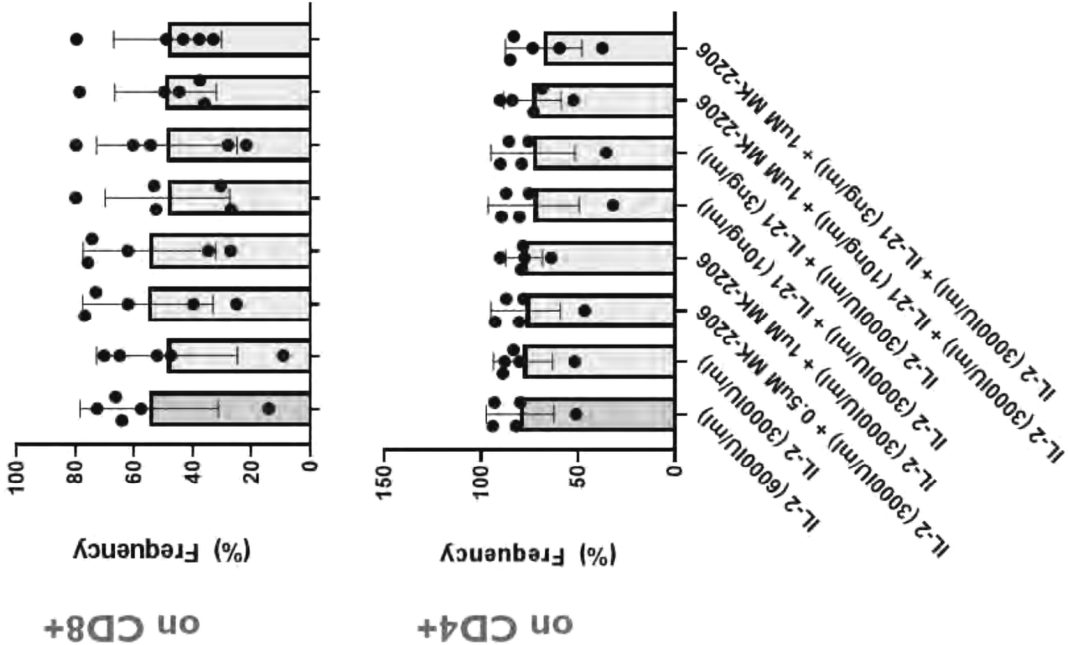 on CD8+
(%) Frequency
100
80
60
40
20
0
on CD4+
(%) Frequency
150
100
50
0
IL-2 (6000IU/ml)
IL-2 (3000IU/ml)
IL-2 (3000IU/ml) + 0.5uM MK-2206
IL-2 (3000IU/ml) + 1uM MK-2206
IL-2 (3000IU/ml) + IL-21 (10ng/ml)
IL-2 (3000IU/ml) + IL-21 (3ng/ml)
IL-2 (3000IU/ml) + IL-21 (10ng/ml) + 1uM MK-2206
IL-2 (3000IU/ml) + IL-21 (3ng/ml) + 1uM MK-2206